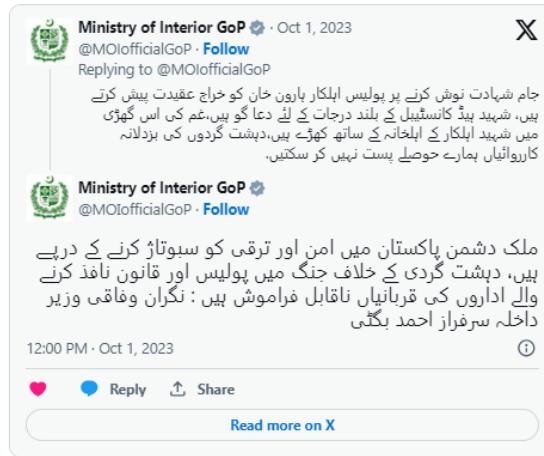 Ministry of Interior GoP · Oct 1, 2023
@MOIofficialGoP · Follow
Replying to @MOIofficialGoP
جام شہادت نوش کرنے پر پولیس اہلکار ہارون خان کو خراج عقیدت پیش کرتے
ہیں، شہید ہیڈ کانسٹیبل کے بلند درجات کے لئے دعا گو ہیں،غم کی اس گھڑی
میں شہید اہلکار کے اہلخانہ کے ساتھ کھڑے ہیں،دہشت گردوں کی بزدلانہ
کارروائیاں ہمارے حوصلے پست نہیں کر سکتیں.
Ministry of Interior GoP
@MOIofficialGoP · Follow
ملک دشمن پاکستان میں امن اور ترقی کو سبوتاژ کرنے کے درپے
ہیں، دہشت گردی کے خلاف جنگ میں پولیس اور قانون نافذ کرنے
والے اداروں کی قربانیاں ناقابل فراموش ہیں : نگران وفاقی وزیر
داخلہ سرفراز احمد بگٹی
12:00 PM · Oct 1, 2023
Reply Share
Read more on X